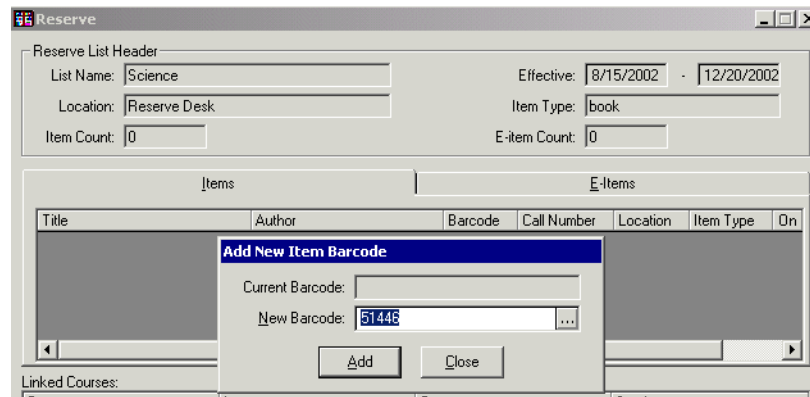 Reserve
Reserve List Header
List Name: Science Effective: 8/15/2002 - 12/20/2002
Location: Reserve Desk Item Type: book
Item Count: 0 E-item Count: 0
Items E-Items
Title Author Barcode Call Number Location Item Type On
Add New Item Barcode
Current Barcode:
New Barcode: 51446 ...
Add Close
Linked Courses: